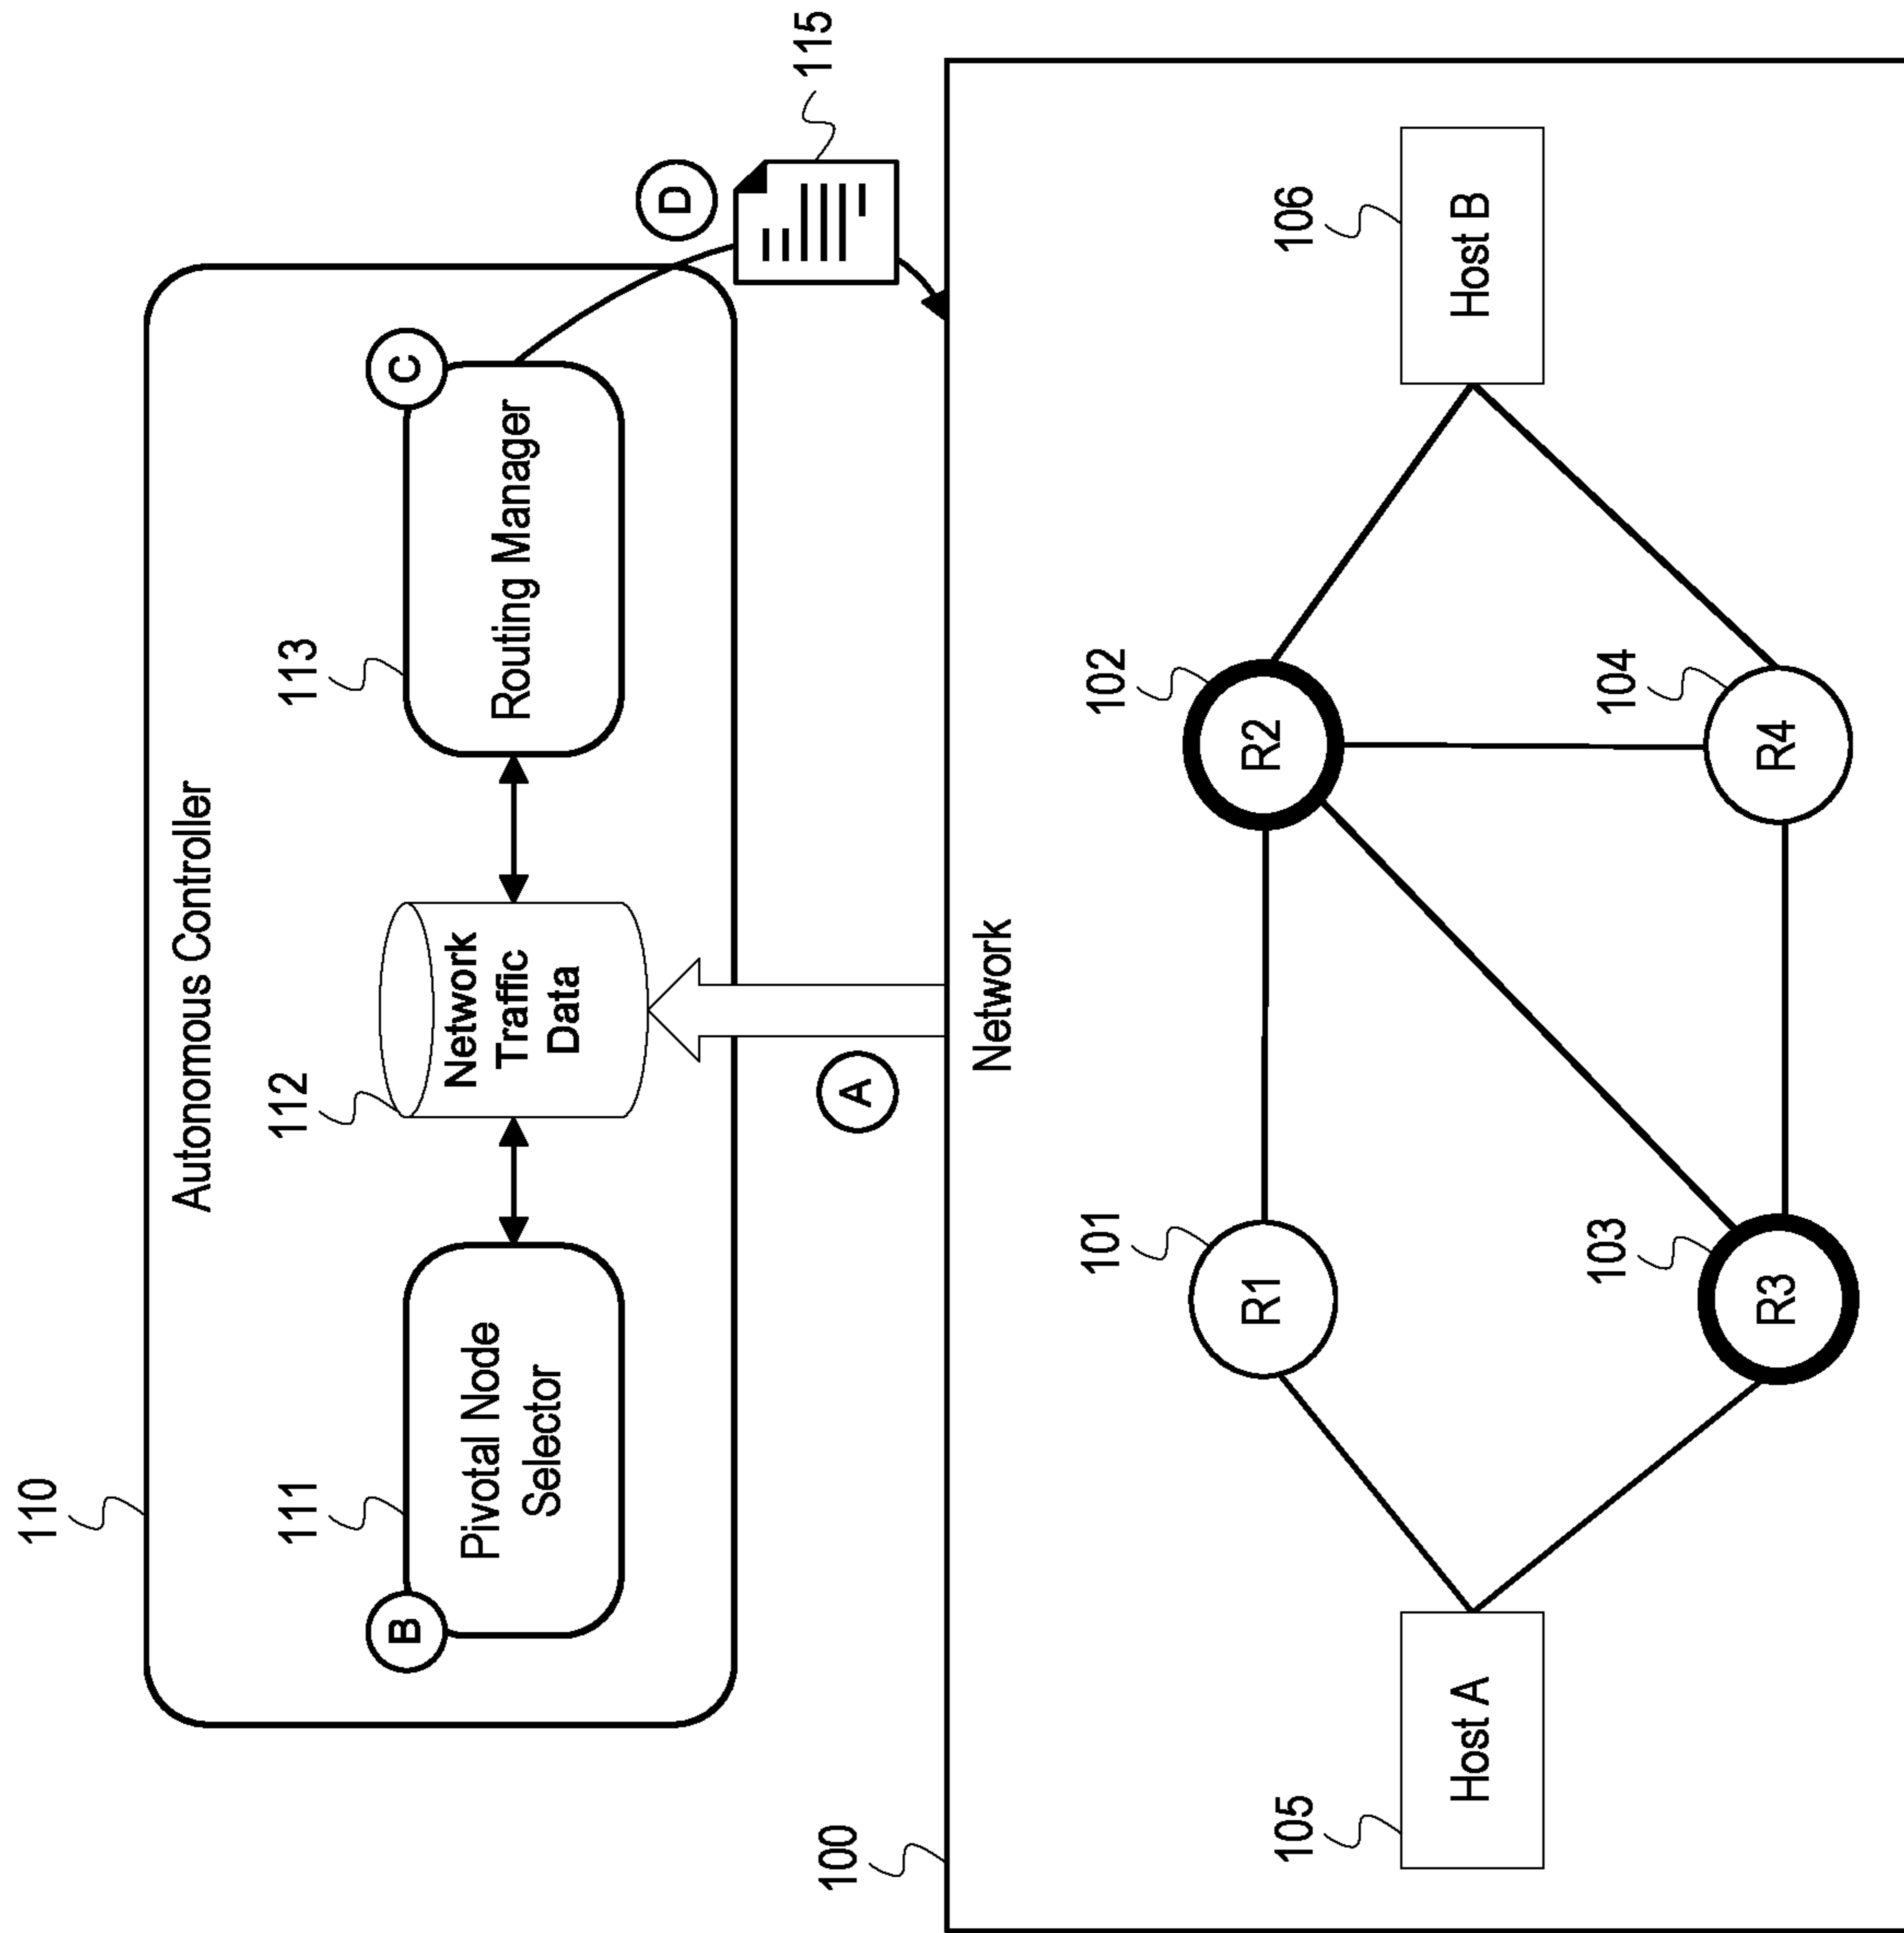 110
Autonomous Controller
111
B
Pivotal Node
Selector
112
Network
Traffic
Data
113
C
Routing Manager
D
115
A
100
Network
101
R1
102
R2
105
Host A
106
Host B
103
R3
104
R4